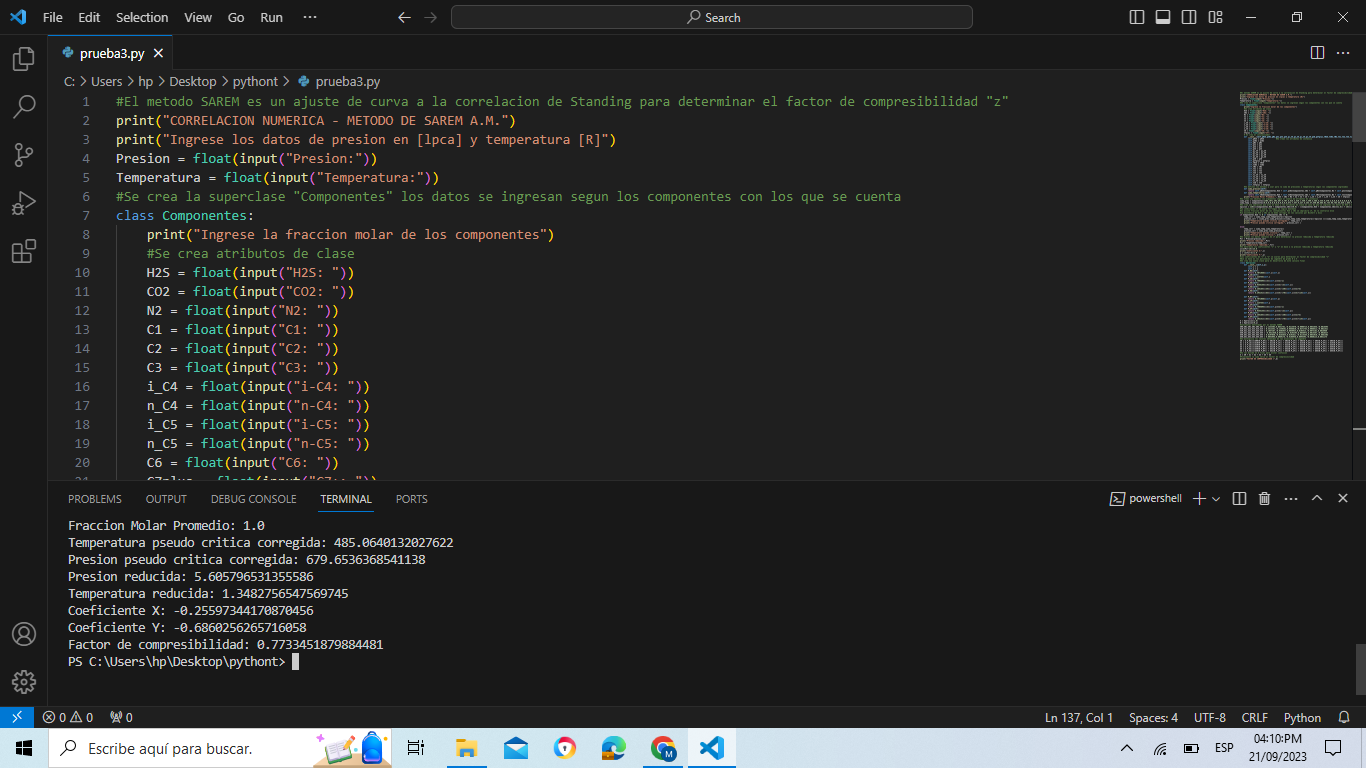 File Edit Selection View Go Run ··· Search
prueba3.py
C: > Users > hp > Desktop > pythont > prueba3.py
1 #El metodo SAREM es un ajuste de curva a la correlacion de Standing para determinar el factor de compresibilidad "z"
2 print("CORRELACION NUMERICA - METODO DE SAREM A.M.")
3 print("Ingrese los datos de presion en [lpca] y temperatura [R]")
4 Presion = float(input("Presion:"))
5 Temperatura = float(input("Temperatura:"))
6 #Se crea la superclase "Componentes" los datos se ingresan segun los componentes con los que se cuenta
7 class Componentes:
8 print("Ingrese la fraccion molar de los componentes")
9 #Se crea atributos de clase
10 H2S = float(input("H2S: "))
11 CO2 = float(input("CO2: "))
12 N2 = float(input("N2: "))
13 C1 = float(input("C1: "))
14 C2 = float(input("C2: "))
15 C3 = float(input("C3: "))
16 i_C4 = float(input("i-C4: "))
17 n_C4 = float(input("n-C4: "))
18 i_C5 = float(input("i-C5: "))
19 n_C5 = float(input("n-C5: "))
20 C6 = float(input("C6: "))
PROBLEMS OUTPUT DEBUG CONSOLE TERMINAL PORTS powershell
Fraccion Molar Promedio: 1.0
Temperatura pseudo critica corregida: 485.0640132027622
Presion pseudo critica corregida: 679.6536368541138
Presion reducida: 5.605796531355586
Temperatura reducida: 1.3482756547569745
Coeficiente X: -0.25597344170870456
Coeficiente Y: -0.6860256265716058
Factor de compresibilidad: 0.7733451879884481
PS C:\Users\hp\Desktop\pythont>
0 0 0 Ln 137, Col 1 Spaces: 4 UTF-8 CRLF Python
Escribe aquí para buscar. M ESP 04:10:PM
21/09/2023